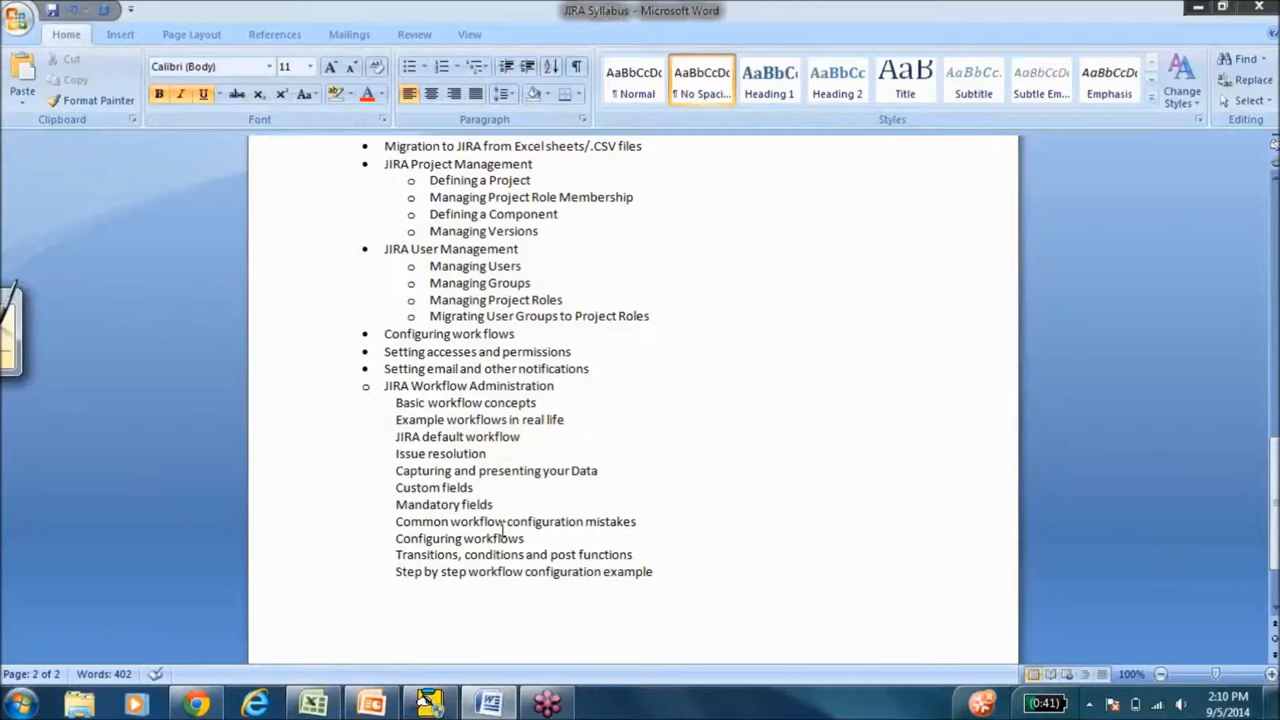 JIRA Syllabus - Microsoft Word
Home Insert Page Layout References Mailings Review View
Cut
Copy
Format Painter
Paste
Clipboard
Calibri (Body) 11
B I U abc x₂ x² Aa
Font
Paragraph
AaBbCcDc AaBbCcDc AaBbCc AaBbCc AaB AaBbCc. AaBbCcDc AaBbCcDc
¶ Normal ¶ No Spaci... Heading 1 Heading 2 Title Subtitle Subtle Em... Emphasis
Change Styles
Styles
Find
Replace
Select
Editing
• Migration to JIRA from Excel sheets/.CSV files
• JIRA Project Management
o Defining a Project
o Managing Project Role Membership
o Defining a Component
o Managing Versions
• JIRA User Management
o Managing Users
o Managing Groups
o Managing Project Roles
o Migrating User Groups to Project Roles
• Configuring work flows
• Setting accesses and permissions
• Setting email and other notifications
o JIRA Workflow Administration
Basic workflow concepts
Example workflows in real life
JIRA default workflow
Issue resolution
Capturing and presenting your Data
Custom fields
Mandatory fields
Common workflow configuration mistakes
Configuring workflows
Transitions, conditions and post functions
Step by step workflow configuration example
Page: 2 of 2 Words: 402
100%
(0:41)
2:10 PM
9/5/2014